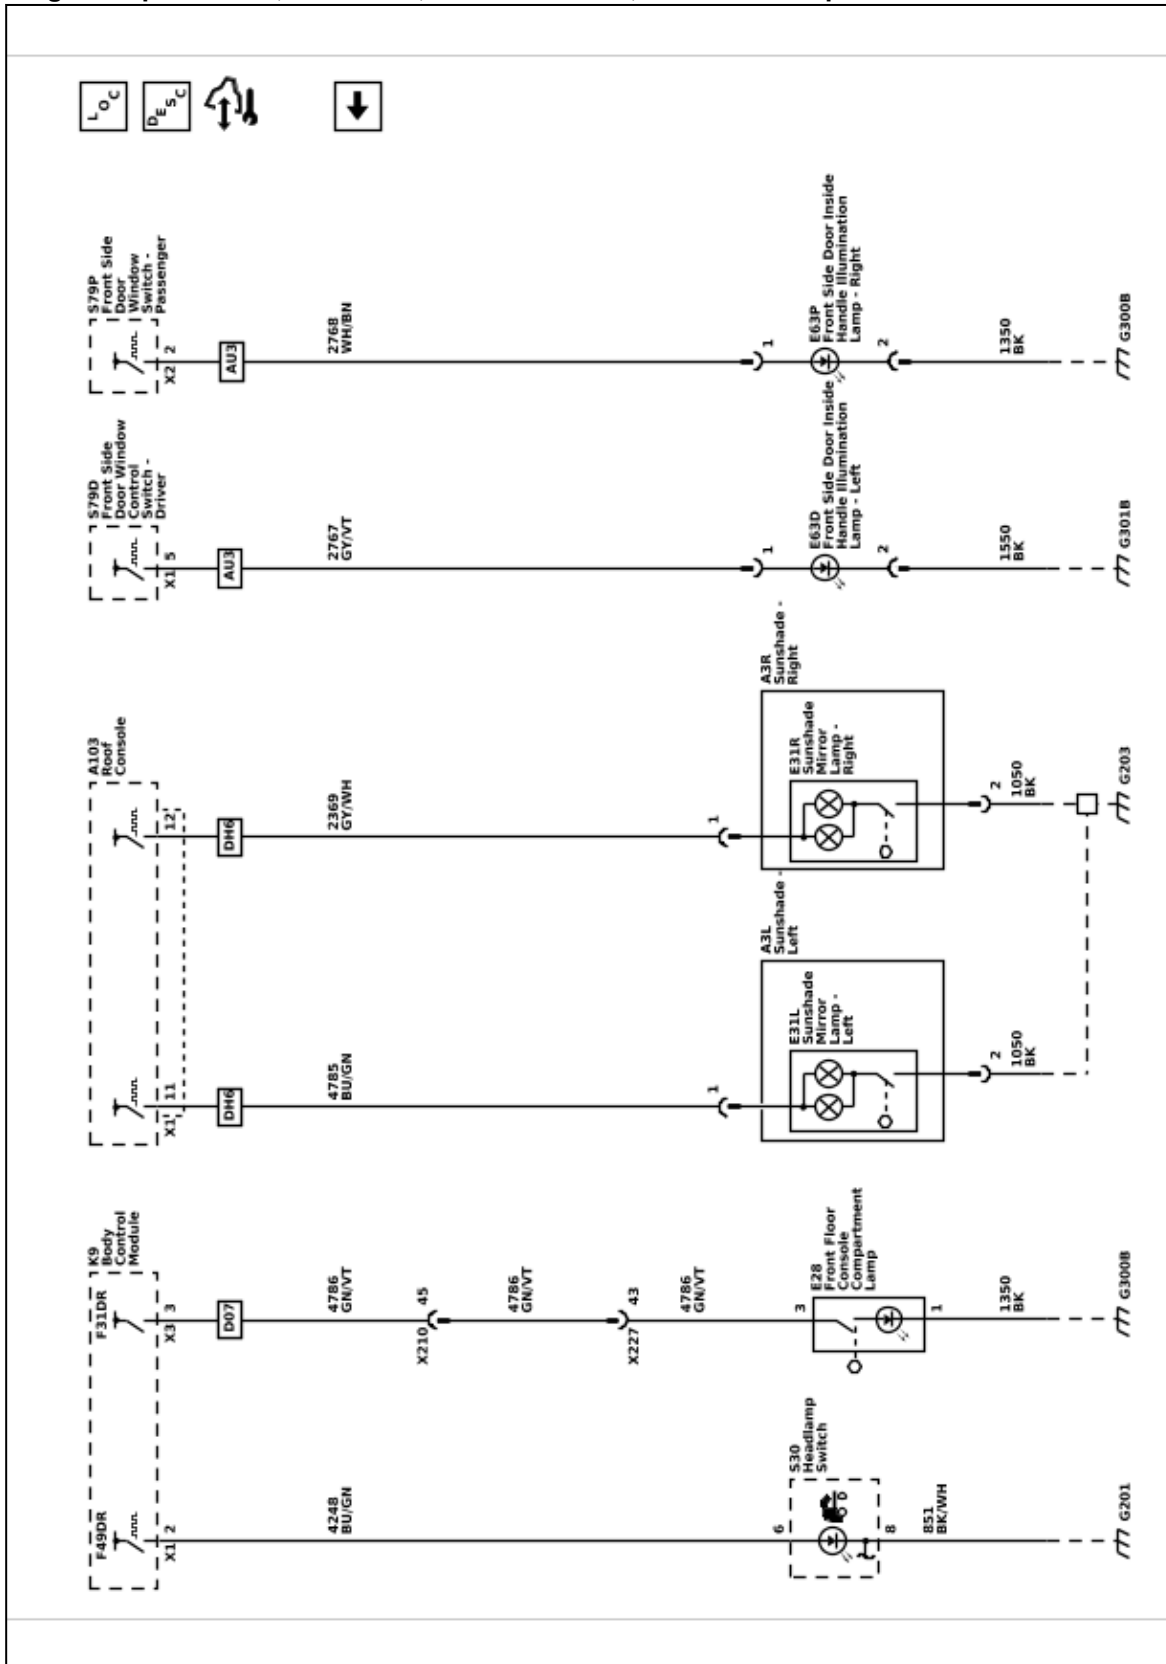 LOC
DESC
K9
Body
Control
Module
F49DR
X1 2
4248
BU/GN
6
S30
Headlamp
Switch
D
8
851
BK/WH
G201
F31DR
X3 3
D07
4786
GN/VT
X210 45
4786
GN/VT
X227 43
4786
GN/VT
3
E28
Front Floor
Console
Compartment
Lamp
1
1350
BK
G300B
A103
Roof
Console
X1 11
DH6
4785
BU/GN
1
A3L
Sunshade -
Left
E31L
Sunshade
Mirror
Lamp -
Left
2
1050
BK
12
DH6
2369
GY/WH
1
A3R
Sunshade -
Right
E31R
Sunshade
Mirror
Lamp -
Right
2
1050
BK
G203
S79D
Front Side
Door Window
Control
Switch -
Driver
X1 5
AU3
2767
GY/VT
1
E63D
Front Side Door Inside
Handle Illumination
Lamp - Left
2
1550
BK
G301B
S79P
Front Side
Door
Window
Switch -
Passenger
X2 2
AU3
2768
WH/BN
1
E63P
Front Side Door Inside
Handle Illumination
Lamp - Right
2
1350
BK
G300B